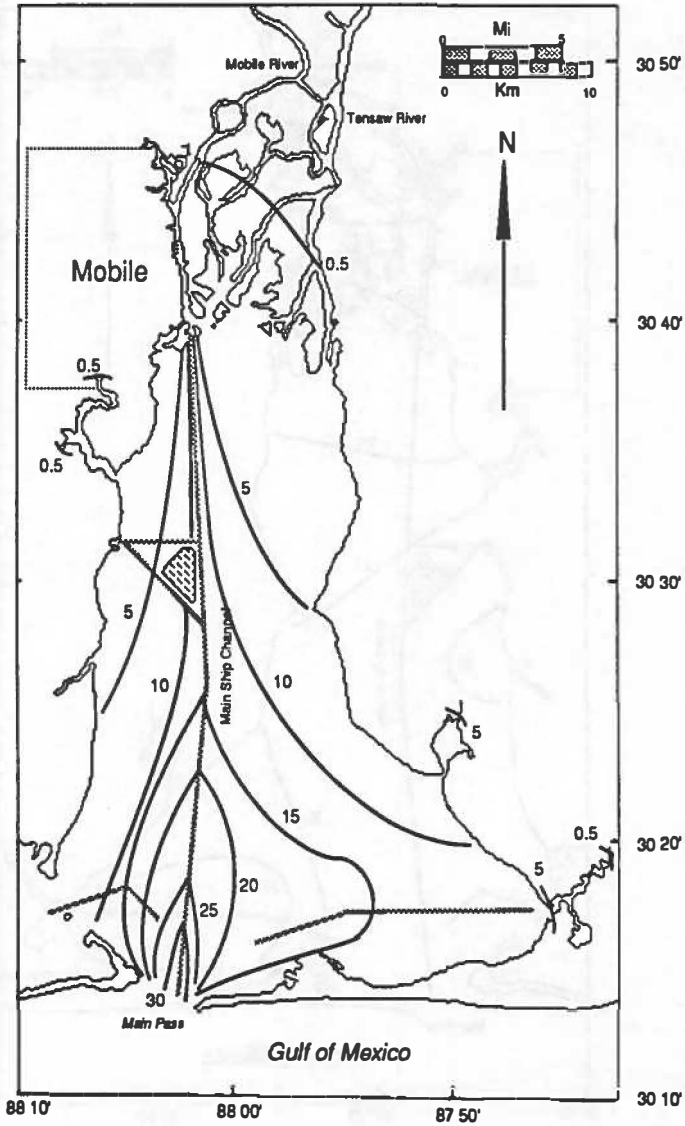 Mi
0 5
0 Km 10
30 50'
Mobile River
Tensaw River
N
Mobile
0.5
30 40'
0.5
0.5
5
30 30'
5
Main Ship Channel
10
10
5
15
0.5
30 20'
5
20
25
30
Main Pass
Gulf of Mexico
30 10'
88 10' 88 00' 87 50'